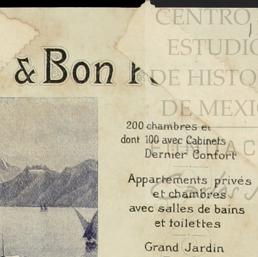 CENTRO
ESTUDIO
DE HISTO
DE MEXI
& Bon
200 chambres et
dont 100 avec Cabinets
Dernier Confort
Appartements privés
et chambres
avec salles de bains
et toilettes
Grand Jardin